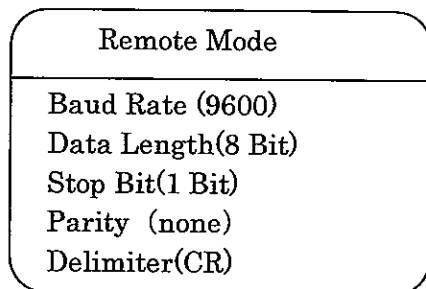 Remote Mode
Baud Rate (9600)
Data Length(8 Bit)
Stop Bit(1 Bit)
Parity (none)
Delimiter(CR)